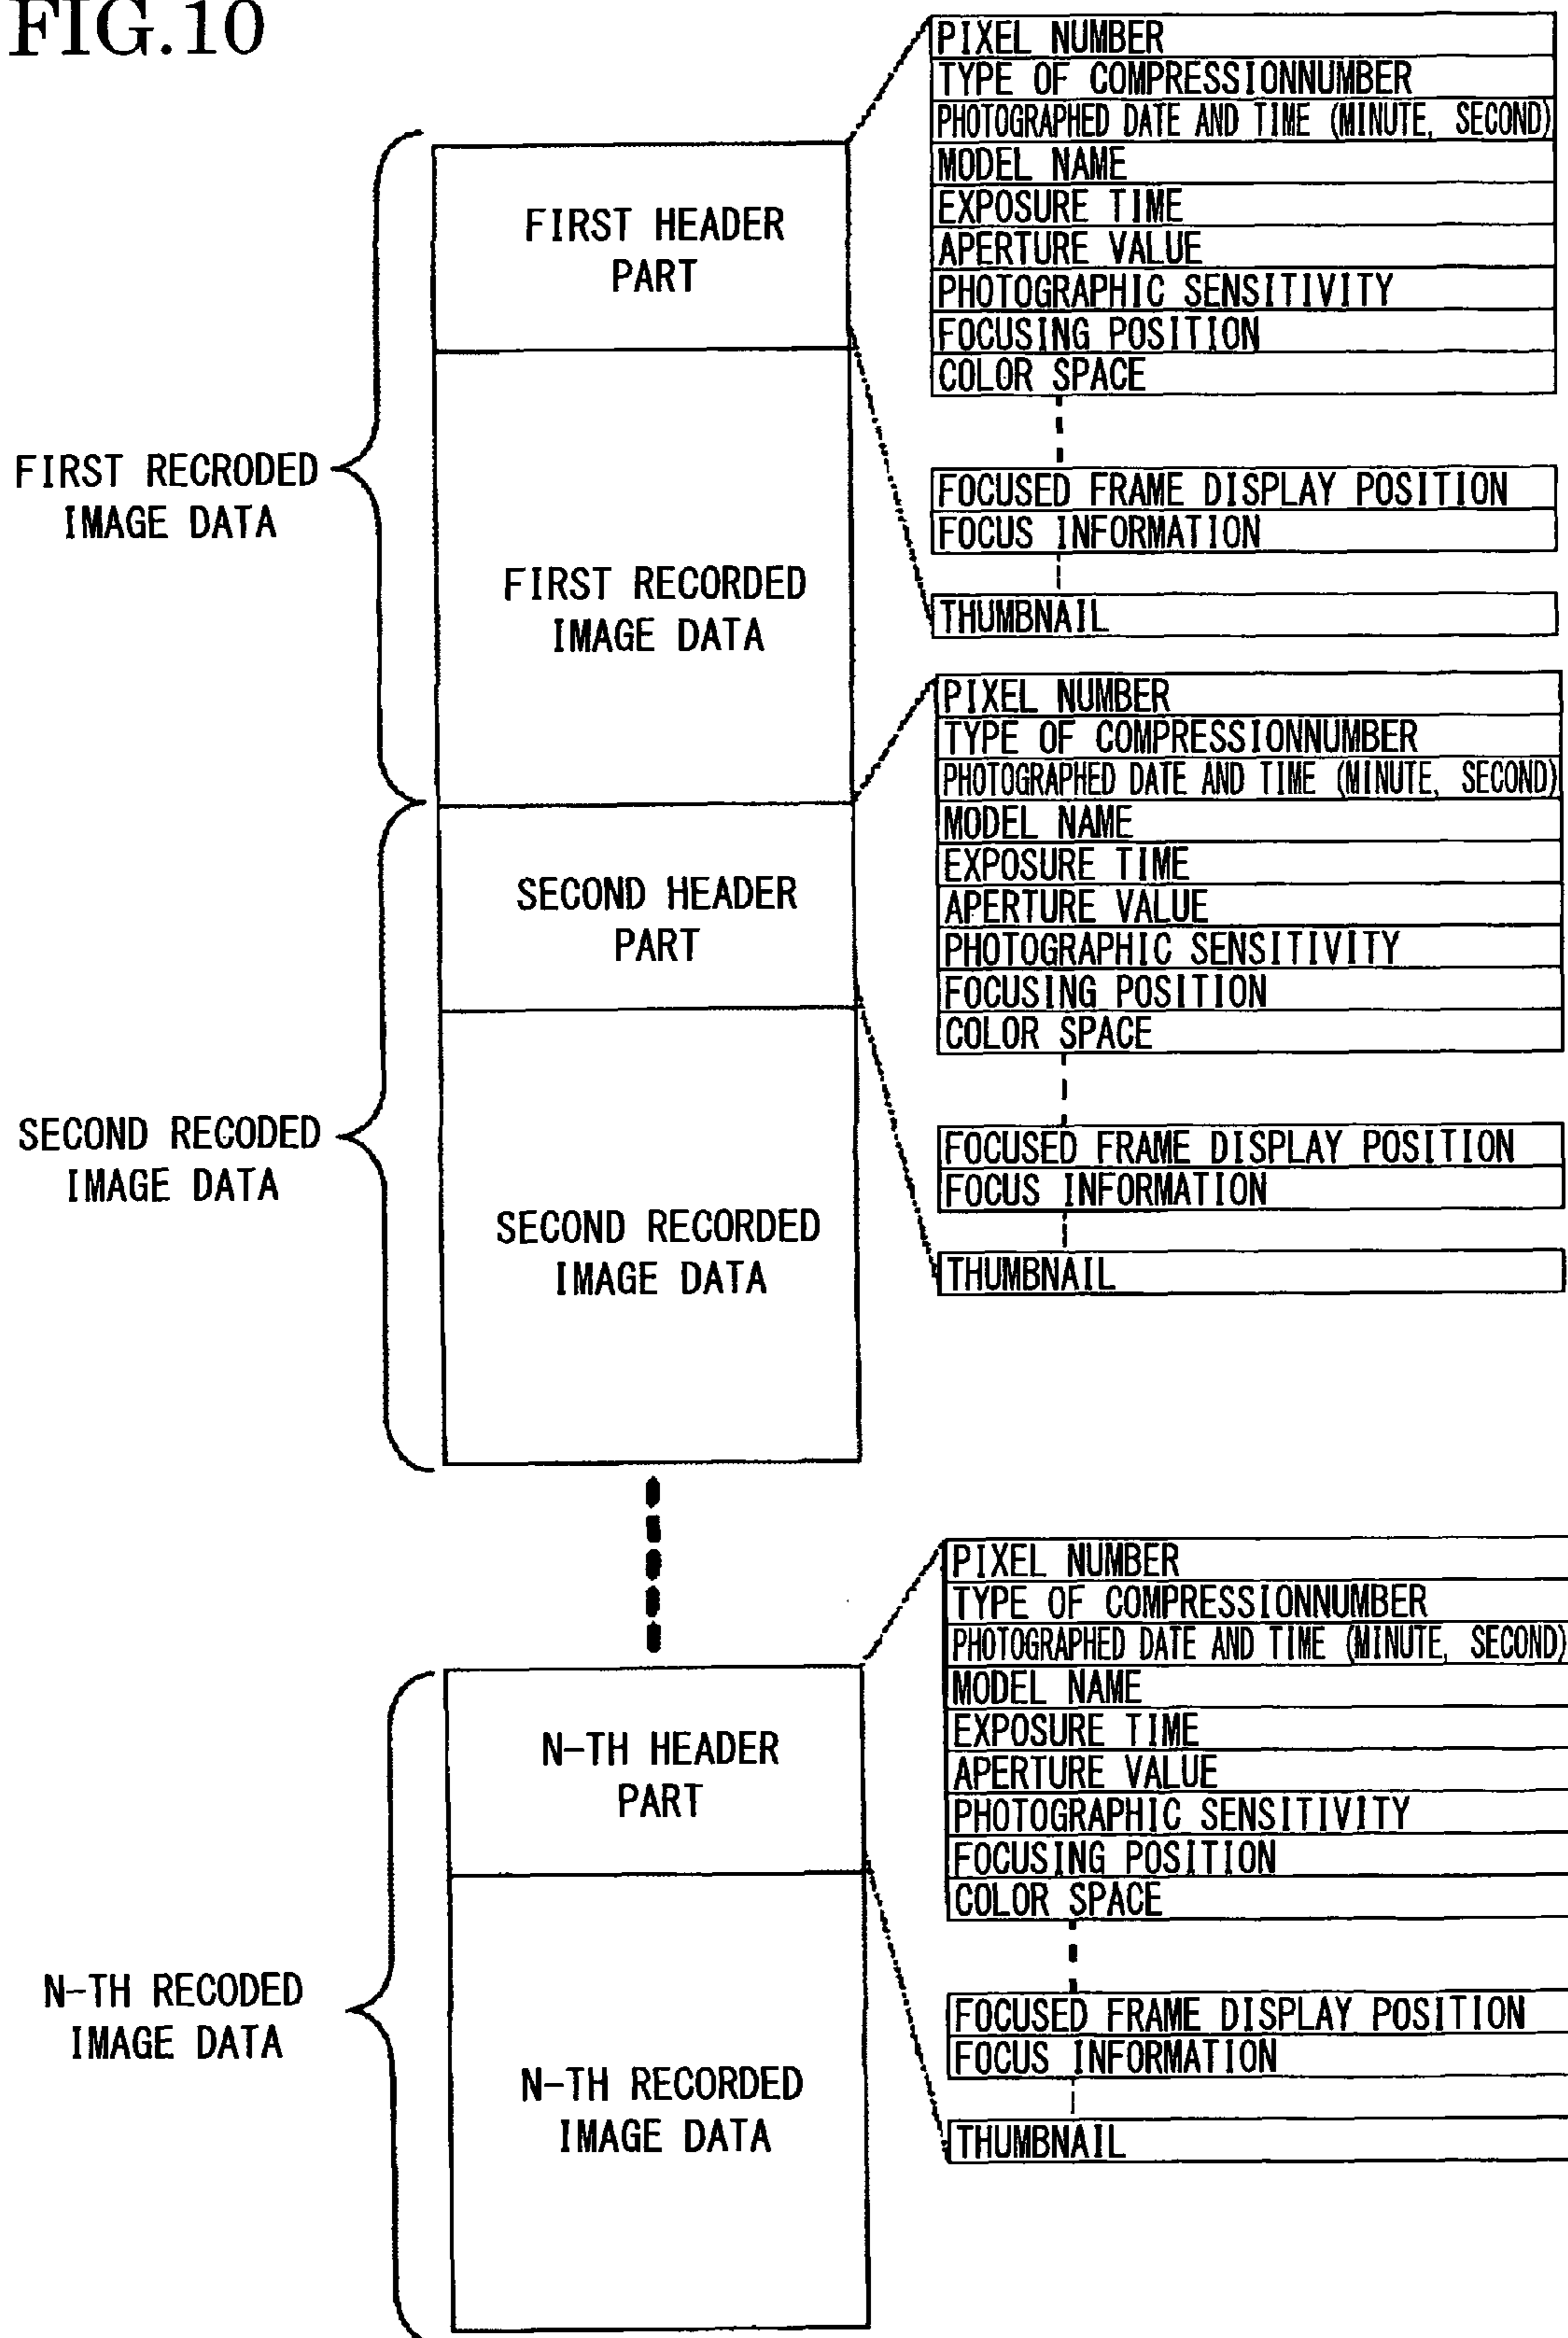 FIG.10
FIRST RECRODED
IMAGE DATA
FIRST HEADER
PART
FIRST RECORDED
IMAGE DATA
PIXEL NUMBER
TYPE OF COMPRESSIONNUMBER
PHOTOGRAPHED DATE AND TIME (MINUTE, SECOND)
MODEL NAME
EXPOSURE TIME
APERTURE VALUE
PHOTOGRAPHIC SENSITIVITY
FOCUSING POSITION
COLOR SPACE
FOCUSED FRAME DISPLAY POSITION
FOCUS INFORMATION
THUMBNAIL
SECOND RECODED
IMAGE DATA
SECOND HEADER
PART
SECOND RECORDED
IMAGE DATA
PIXEL NUMBER
TYPE OF COMPRESSIONNUMBER
PHOTOGRAPHED DATE AND TIME (MINUTE, SECOND)
MODEL NAME
EXPOSURE TIME
APERTURE VALUE
PHOTOGRAPHIC SENSITIVITY
FOCUSING POSITION
COLOR SPACE
FOCUSED FRAME DISPLAY POSITION
FOCUS INFORMATION
THUMBNAIL
N-TH RECODED
IMAGE DATA
N-TH HEADER
PART
N-TH RECORDED
IMAGE DATA
PIXEL NUMBER
TYPE OF COMPRESSIONNUMBER
PHOTOGRAPHED DATE AND TIME (MINUTE, SECOND)
MODEL NAME
EXPOSURE TIME
APERTURE VALUE
PHOTOGRAPHIC SENSITIVITY
FOCUSING POSITION
COLOR SPACE
FOCUSED FRAME DISPLAY POSITION
FOCUS INFORMATION
THUMBNAIL